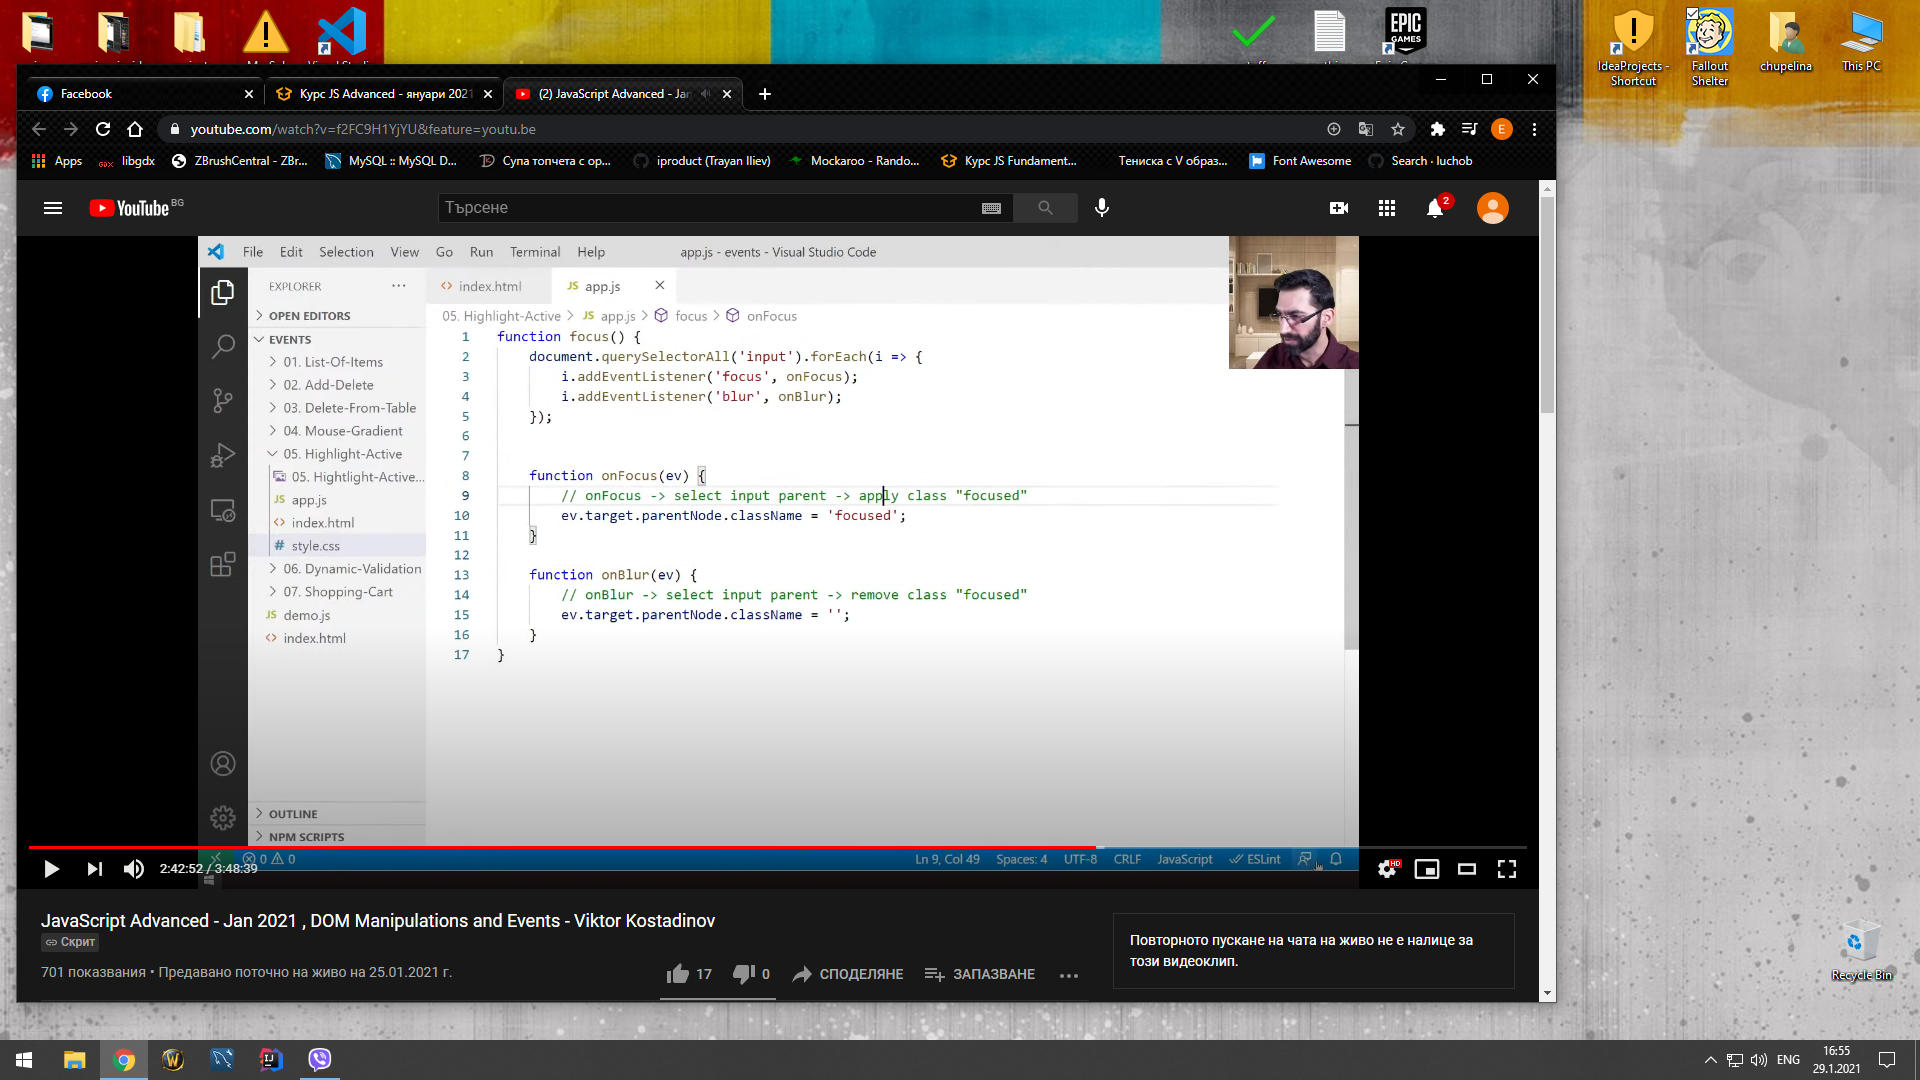 IdeaProjects -
Shortcut
Fallout
Shelter
chupelina
This PC
EPIC
GAMES
Facebook
Курс JS Advanced - януари 2021
(2) JavaScript Advanced - Jan
youtube.com/watch?v=f2FC9H1YjYU&feature=youtu.be
E
Apps
libgdx
ZBrushCentral - ZBr...
MySQL :: MySQL D...
Супа топчета с ор...
iproduct (Trayan Iliev)
Mockaroo - Rando...
Курс JS Fundament...
Тениска с V образ...
Font Awesome
Search · luchob
YouTube BG
Търсене
2
File Edit Selection View Go Run Terminal Help
app.js - events - Visual Studio Code
EXPLORER
OPEN EDITORS
EVENTS
01. List-Of-Items
02. Add-Delete
03. Delete-From-Table
04. Mouse-Gradient
05. Highlight-Active
05. Hightlight-Active...
JS app.js
<> index.html
# style.css
06. Dynamic-Validation
07. Shopping-Cart
JS demo.js
<> index.html
OUTLINE
NPM SCRIPTS
<> index.html
JS app.js
05. Highlight-Active > JS app.js > focus > onFocus
1 function focus() {
2 document.querySelectorAll('input').forEach(i => {
3 i.addEventListener('focus', onFocus);
4 i.addEventListener('blur', onBlur);
5 });
6
7
8 function onFocus(ev) {
9 // onFocus -> select input parent -> apply class "focused"
10 ev.target.parentNode.className = 'focused';
11 }
12
13 function onBlur(ev) {
14 // onBlur -> select input parent -> remove class "focused"
15 ev.target.parentNode.className = '';
16 }
17 }
0 0
Ln 9, Col 49 Spaces: 4 UTF-8 CRLF JavaScript ESLint
2:42:52 / 3:48:39
HD
JavaScript Advanced - Jan 2021 , DOM Manipulations and Events - Viktor Kostadinov
Скрит
701 показвания • Предавано поточно на живо на 25.01.2021 г.
17
0
СПОДЕЛЯНЕ
ЗАПАЗВАНЕ
Повторното пускане на чата на живо не е налице за
този видеоклип.
Recycle Bin
ENG
16:55
29.1.2021